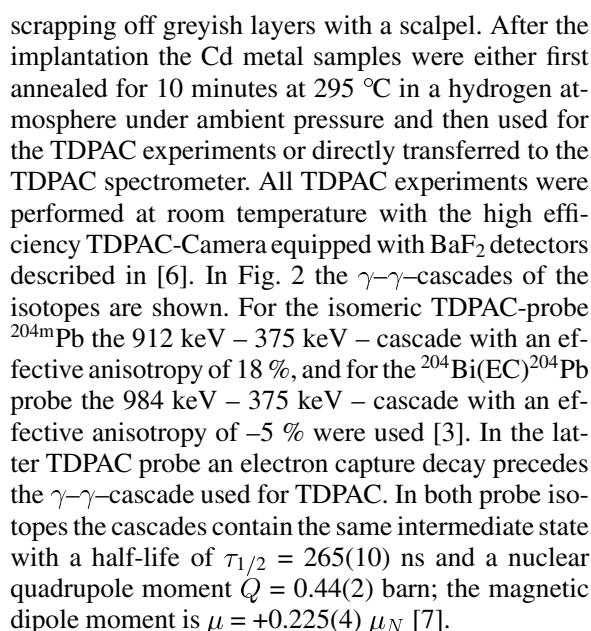 scrapping off greyish layers with a scalpel. After the
implantation the Cd metal samples were either first
annealed for 10 minutes at 295 °C in a hydrogen at-
mosphere under ambient pressure and then used for
the TDPAC experiments or directly transferred to the
TDPAC spectrometer. All TDPAC experiments were
performed at room temperature with the high effi-
ciency TDPAC-Camera equipped with BaF₂ detectors
described in [6]. In Fig. 2 the γ–γ–cascades of the
isotopes are shown. For the isomeric TDPAC-probe
²⁰⁴ᵐPb the 912 keV – 375 keV – cascade with an ef-
fective anisotropy of 18 %, and for the ²⁰⁴Bi(EC)²⁰⁴Pb
probe the 984 keV – 375 keV – cascade with an ef-
fective anisotropy of –5 % were used [3]. In the lat-
ter TDPAC probe an electron capture decay precedes
the γ–γ–cascade used for TDPAC. In both probe iso-
topes the cascades contain the same intermediate state
with a half-life of τ₁/₂ = 265(10) ns and a nuclear
quadrupole moment Q = 0.44(2) barn; the magnetic
dipole moment is μ = +0.225(4) μ_N [7].